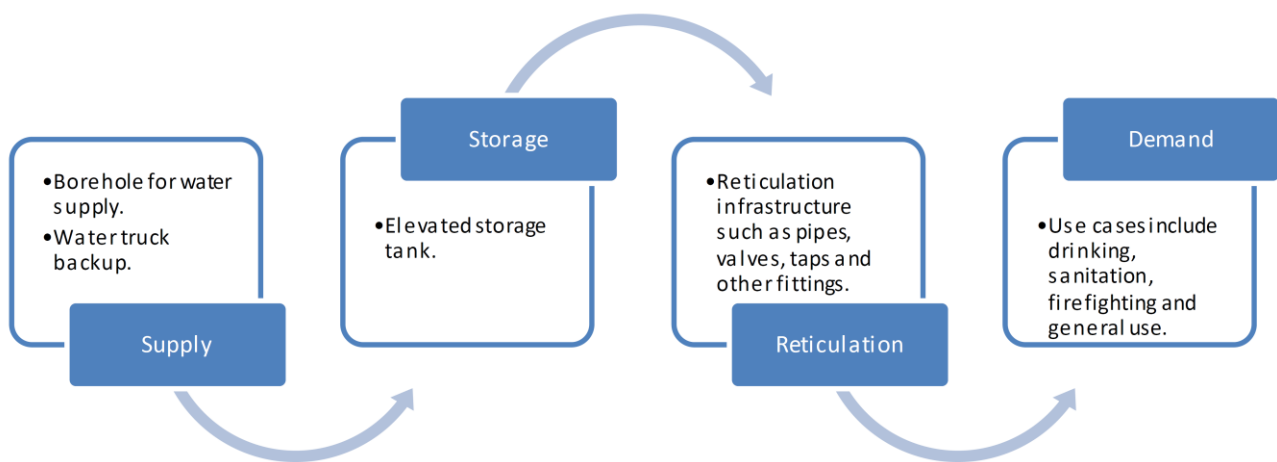 •Borehole for water
supply.
•Water truck
backup.
Supply
Storage
•Elevated storage
tank.
•Reticulation
infrastructure
such as pipes,
valves, taps and
other fittings.
Reticulation
Demand
•Use cases include
drinking,
sanitation,
firefighting and
general use.